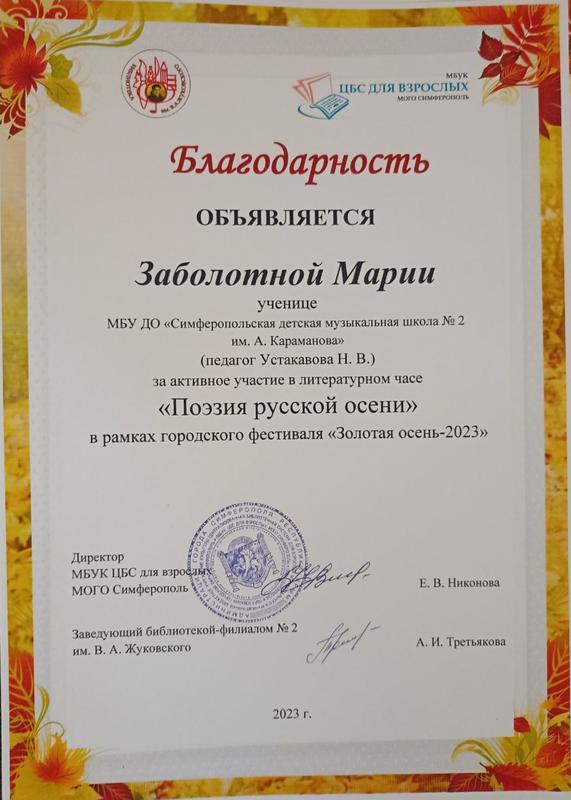 МБУК
ЦБС ДЛЯ ВЗРОСЛЫХ
МОГО СИМФЕРОПОЛЬ
Благодарность
ОБЪЯВЛЯЕТСЯ
Заболотной Марии
ученице
МБУ ДО «Симферопольская детская музыкальная школа № 2
им. А. Караманова»
(педагог Устакавова Н. В.)
за активное участие в литературном часе
«Поэзия русской осени»
в рамках городского фестиваля «Золотая осень-2023»
Директор
МБУК ЦБС для взрослых
МОГО Симферополь
Е. В. Никонова
Заведующий библиотекой-филиалом № 2
им. В. А. Жуковского
А. И. Третьякова
2023 г.